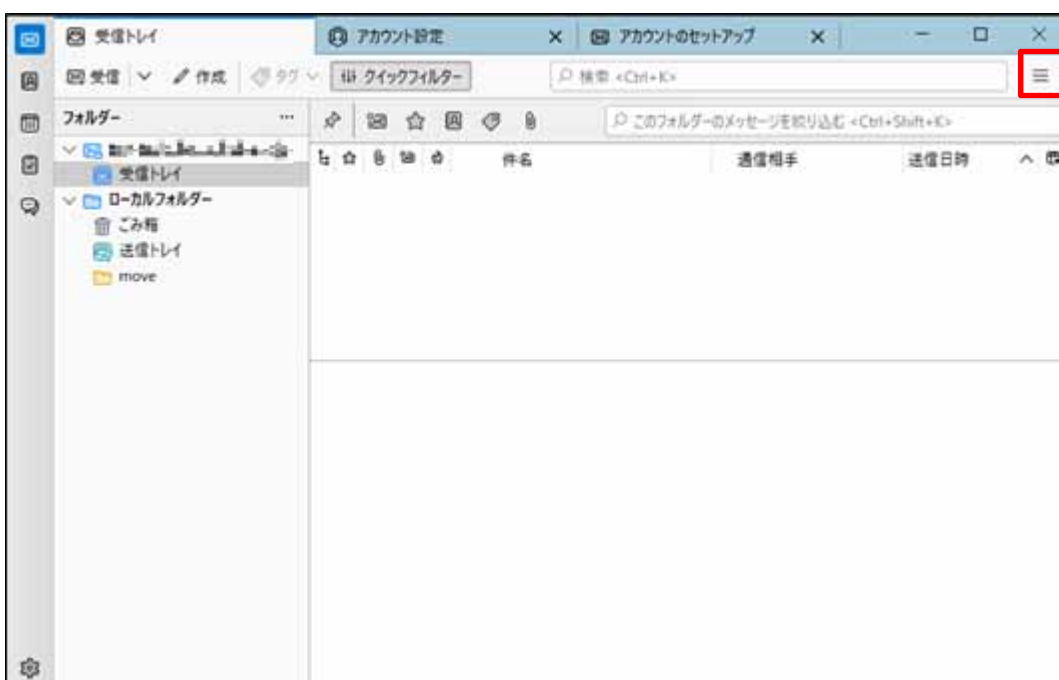 受信トレイ
アカウント設定
アカウントのセットアップ
受信
作成
タグ
クイックフィルター
検索 <Ctrl+K>
フォルダー
このフォルダーのメッセージを絞り込む <Ctrl+Shift+K>
件名
通信相手
送信日時
受信トレイ
ローカルフォルダー
ごみ箱
送信トレイ
move